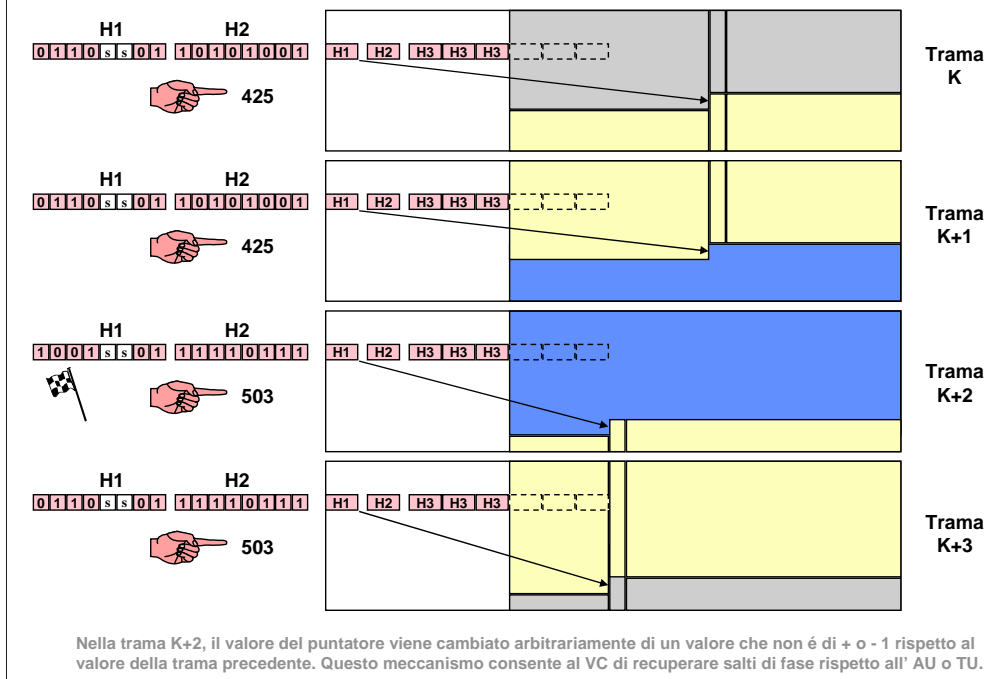 H1 H2
0 1 1 0 s s 0 1 1 0 1 0 1 0 0 1
425
H1 H2 H3 H3 H3
Trama
K
H1 H2
0 1 1 0 s s 0 1 1 0 1 0 1 0 0 1
425
H1 H2 H3 H3 H3
Trama
K+1
H1 H2
1 0 0 1 s s 0 1 1 1 1 1 0 1 1 1
503
H1 H2 H3 H3 H3
Trama
K+2
H1 H2
0 1 1 0 s s 0 1 1 1 1 1 0 1 1 1
503
H1 H2 H3 H3 H3
Trama
K+3
Nella trama K+2, il valore del puntatore viene cambiato arbitrariamente di un valore che non é di + o - 1 rispetto al
valore della trama precedente. Questo meccanismo consente al VC di recuperare salti di fase rispetto all' AU o TU.